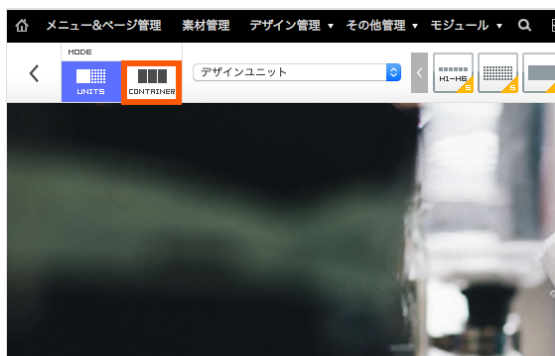 メニュー&ページ管理 素材管理 デザイン管理 ▼ その他管理 ▼ モジュール ▼
MODE
UNITS CONTAINER デザインユニット H1-H6 S S